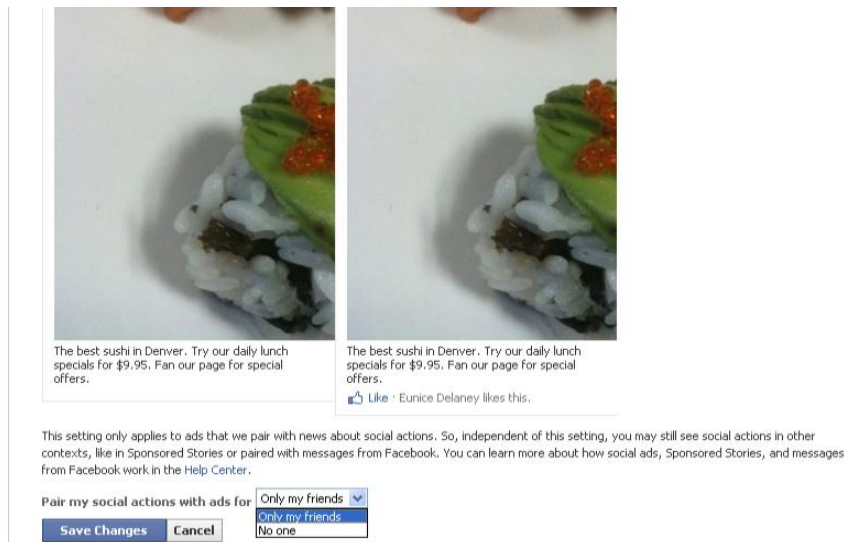 The best sushi in Denver. Try our daily lunch
specials for $9.95. Fan our page for special
offers.
The best sushi in Denver. Try our daily lunch
specials for $9.95. Fan our page for special
offers.
Like · Eunice Delaney likes this.
This setting only applies to ads that we pair with news about social actions. So, independent of this setting, you may still see social actions in other
contexts, like in Sponsored Stories or paired with messages from Facebook. You can learn more about how social ads, Sponsored Stories, and messages
from Facebook work in the Help Center.
Pair my social actions with ads for Only my friends
Only my friends
No one
Save Changes Cancel